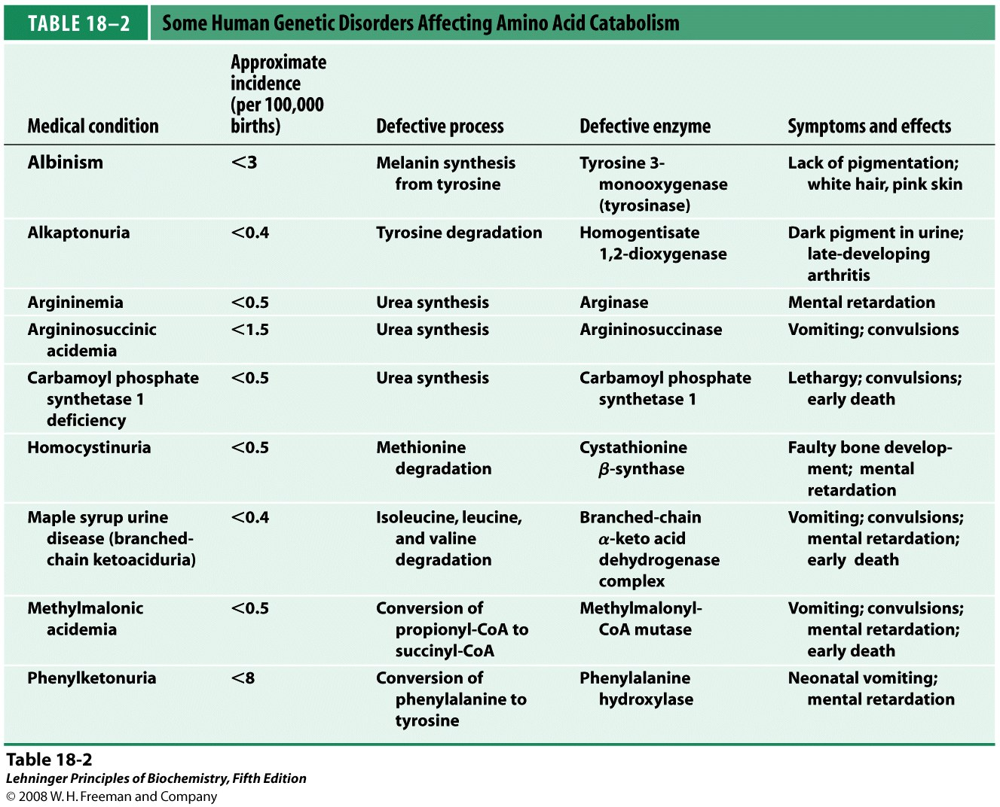 TABLE 18–2 Some Human Genetic Disorders Affecting Amino Acid Catabolism
Approximate
incidence
(per 100,000
Medical condition births) Defective process Defective enzyme Symptoms and effects
Albinism <3 Melanin synthesis Tyrosine 3- Lack of pigmentation;
from tyrosine monooxygenase white hair, pink skin
(tyrosinase)
Alkaptonuria <0.4 Tyrosine degradation Homogentisate Dark pigment in urine;
1,2-dioxygenase late-developing
arthritis
Argininemia <0.5 Urea synthesis Arginase Mental retardation
Argininosuccinic <1.5 Urea synthesis Argininosuccinase Vomiting; convulsions
acidemia
Carbamoyl phosphate <0.5 Urea synthesis Carbamoyl phosphate Lethargy; convulsions;
synthetase 1 synthetase 1 early death
deficiency
Homocystinuria <0.5 Methionine Cystathionine Faulty bone develop-
degradation β-synthase ment; mental
retardation
Maple syrup urine <0.4 Isoleucine, leucine, Branched-chain Vomiting; convulsions;
disease (branched- and valine α-keto acid mental retardation;
chain ketoaciduria) degradation dehydrogenase early death
complex
Methylmalonic <0.5 Conversion of Methylmalonyl- Vomiting; convulsions;
acidemia propionyl-CoA to CoA mutase mental retardation;
succinyl-CoA early death
Phenylketonuria <8 Conversion of Phenylalanine Neonatal vomiting;
phenylalanine to hydroxylase mental retardation
tyrosine
Table 18-2
Lehninger Principles of Biochemistry, Fifth Edition
© 2008 W. H. Freeman and Company